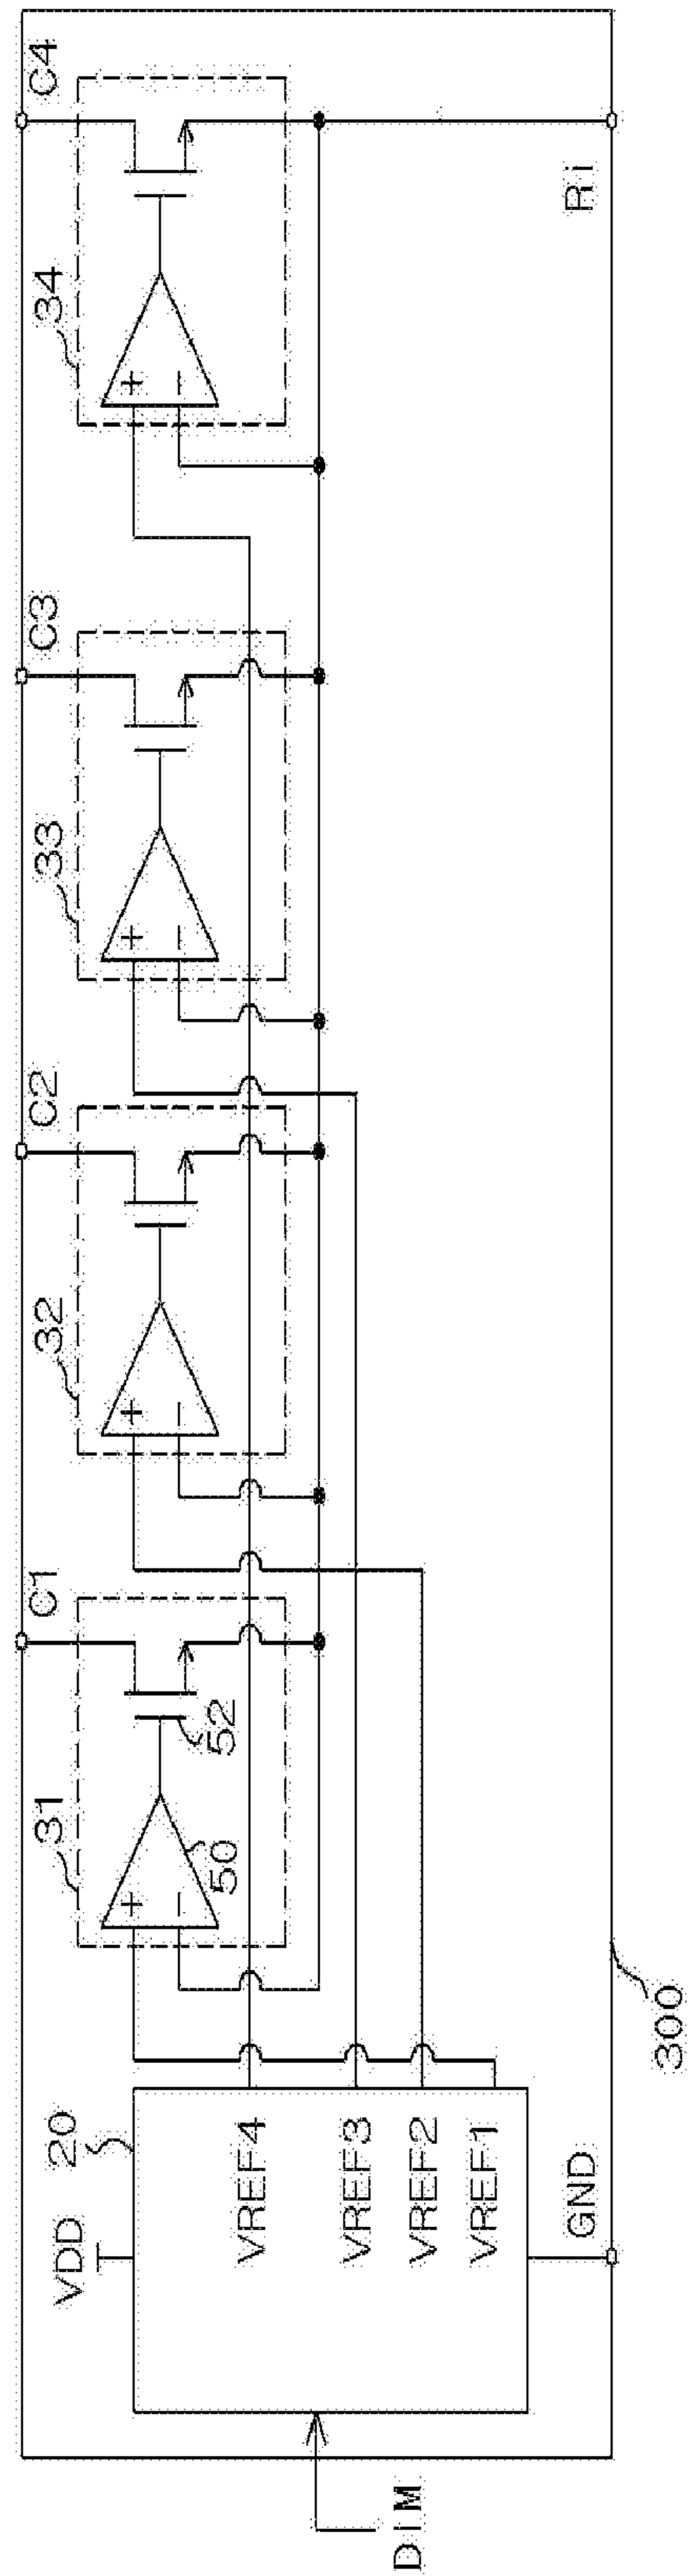 C1
C2
C3
C4
31
32
33
34
50
52
VDD
20
VREF4
VREF3
VREF2
VREF1
DIM
GND
300
Ri
+
−
+
−
+
−
+
−